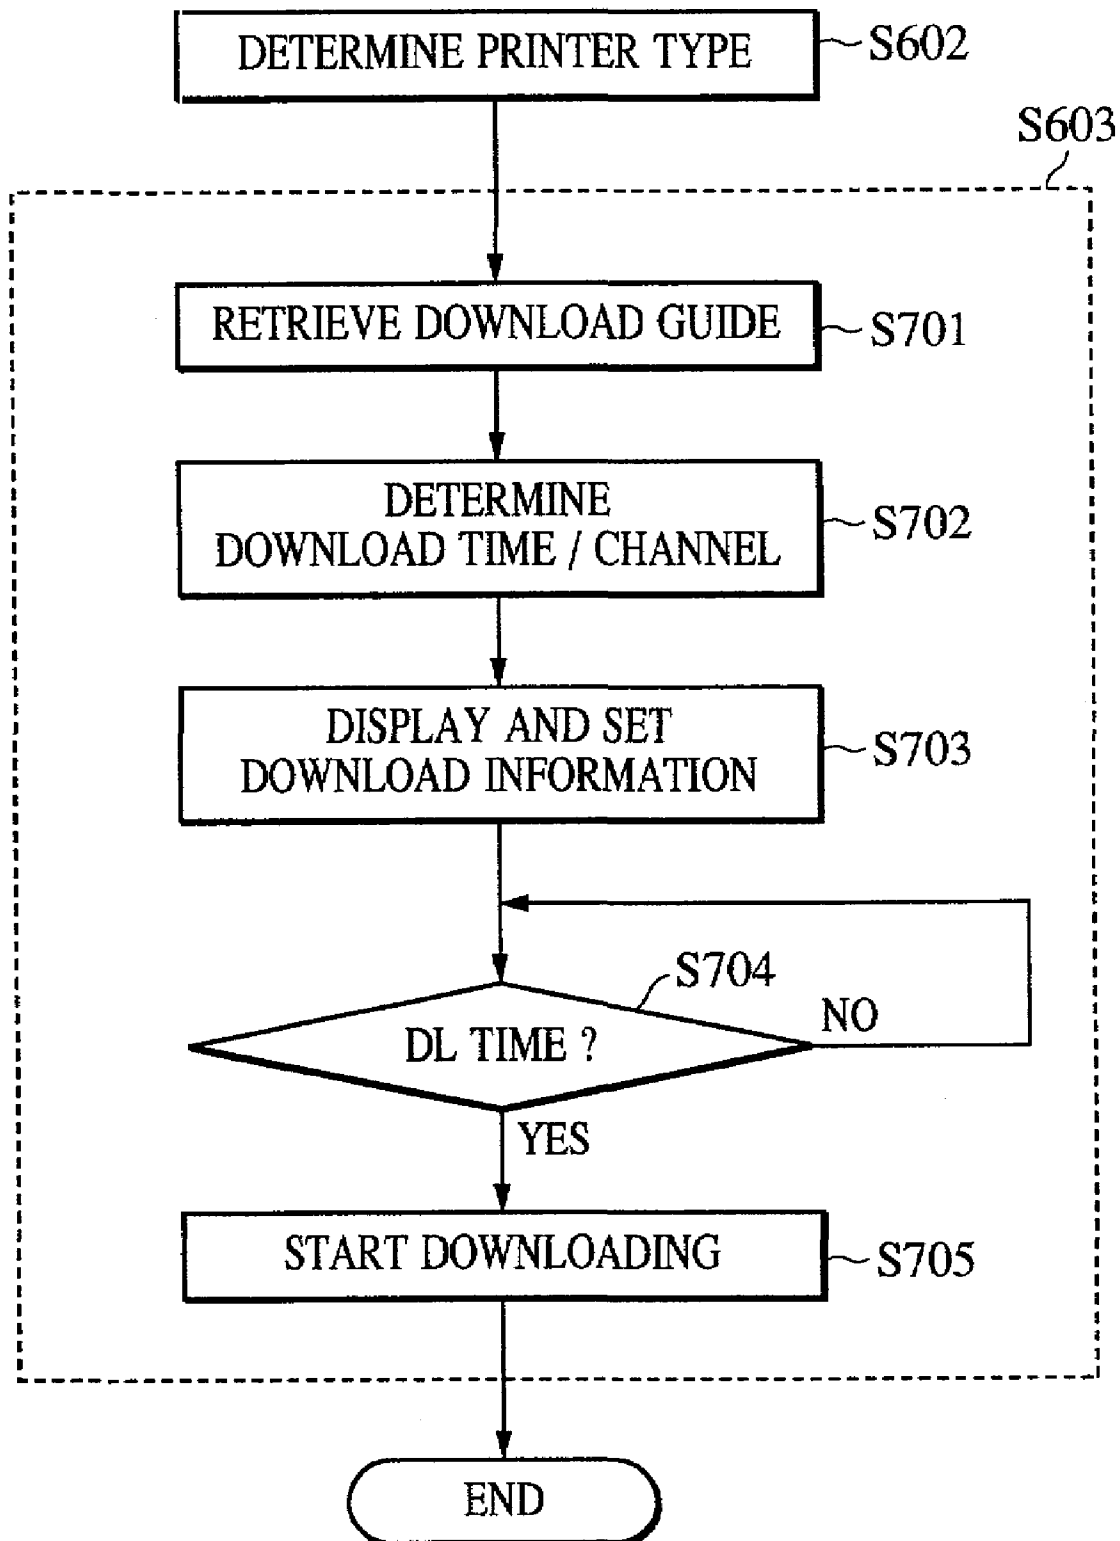 DETERMINE PRINTER TYPE
S602
S603
RETRIEVE DOWNLOAD GUIDE
S701
DETERMINE
DOWNLOAD TIME / CHANNEL
S702
DISPLAY AND SET
DOWNLOAD INFORMATION
S703
S704
DL TIME ?
NO
YES
START DOWNLOADING
S705
END